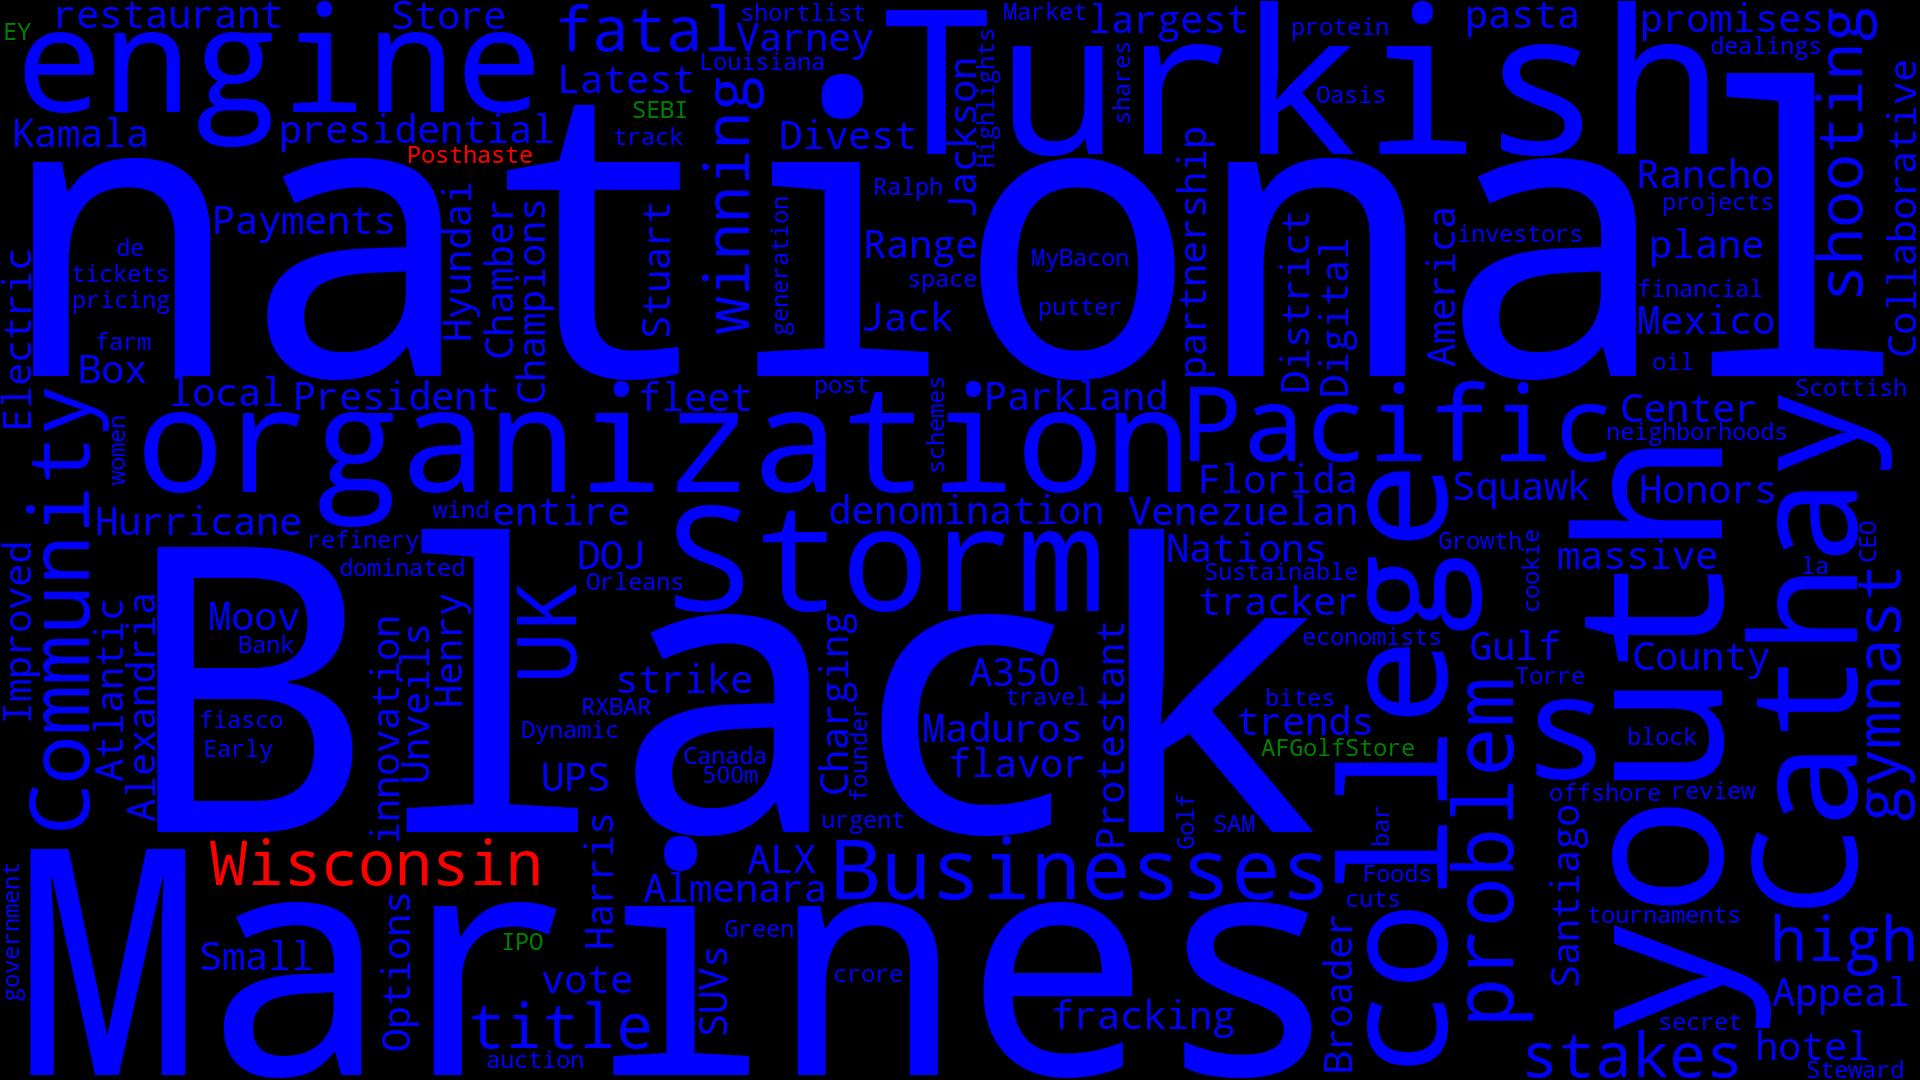 EY
restaurant
Store
fatal
shortlist
Varney
Market
largest
protein
pasta
promises
dealings
engine
Latest
Louisiana
Turkish
shares
Highlights
Jackson
shooting
Collaborative
SEBI
track
winning
Divest
Oasis
Kamala
presidential
Posthaste
national
Ralph
Rancho
projects
Payments
Hyundai
Chamber
Champions
Stuart
generation
Range
space
Jack
MyBacon
putter
partnership
District
Digital
America
investors
plane
financial
Mexico
oil
de
tickets
pricing
farm
Box
Electric
local
President
fleet
post
schemes
Parkland
Pacific
Center
neighborhoods
Scottish
women
organization
Community
Florida
Squawk
Honors
Hurricane
wind
entire
denomination
Venezuelan
college
youth
Cathay
refinery
dominated
DOJ
Orleans
Storm
Nations
Sustainable
tracker
Growth
cookie
massive
la
CEO
Improved
Atlantic
Alexandria
Black
Moov
Bank
innovation
Unveils
Henry
UK
strike
RXBAR
Dynamic
Charging
founder
A350
travel
Maduros
flavor
Protestant
economists
bites
trends
AFGolfStore
Gulf
Torre
County
s
problem
block
gymnast
fiasco
Early
UPS
Canada
500m
urgent
Golf
SAM
bar
offshore
review
Wisconsin
Harris
ALX
Almenara
Businesses
Foods
cuts
Santiago
tournaments
high
government
Marines
Small
Options
IPO
vote
title
auction
SUVs
Green
crore
fracking
Broader
Appeal
secret
stakes
hotel
Steward